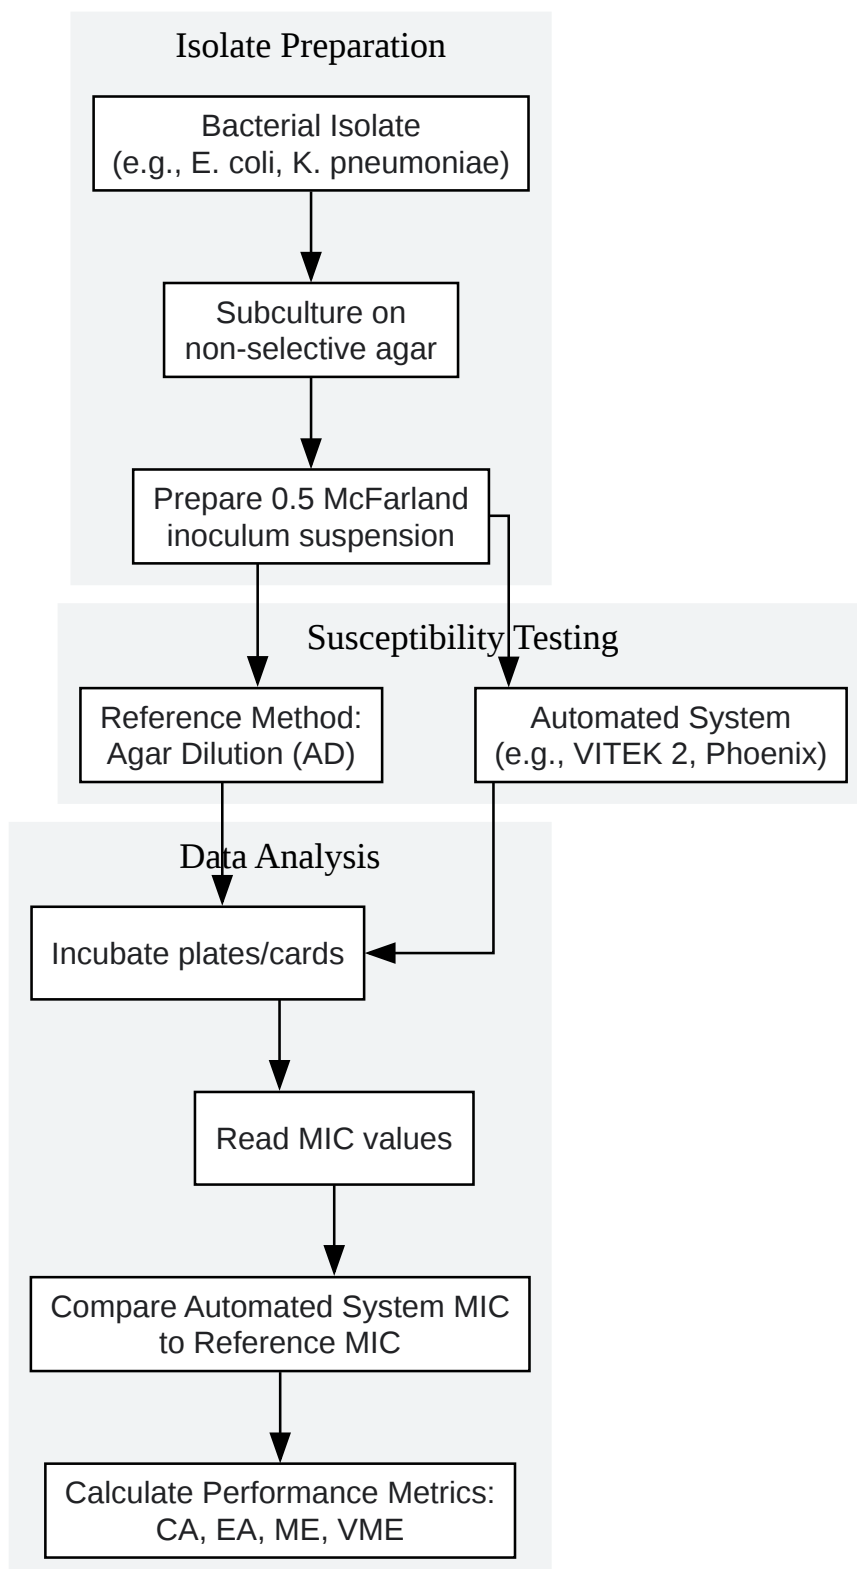 Isolate Preparation
Bacterial Isolate
(e.g., E. coli, K. pneumoniae)
Subculture on
non-selective agar
Prepare 0.5 McFarland
inoculum suspension
Susceptibility Testing
Reference Method:
Agar Dilution (AD)
Automated System
(e.g., VITEK 2, Phoenix)
Data Analysis
Incubate plates/cards
Read MIC values
Compare Automated System MIC
to Reference MIC
Calculate Performance Metrics:
CA, EA, ME, VME